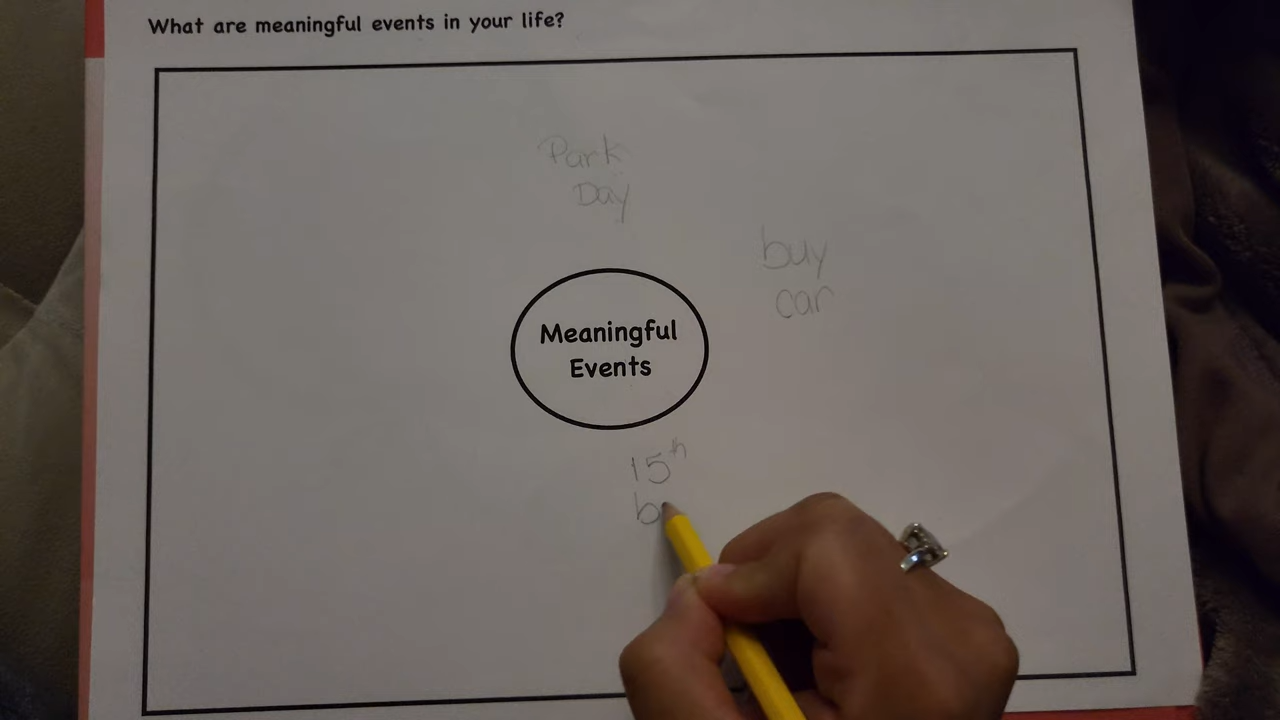 What are meaningful events in your life?
Park
Day
buy
car
Meaningful
Events
15th
b